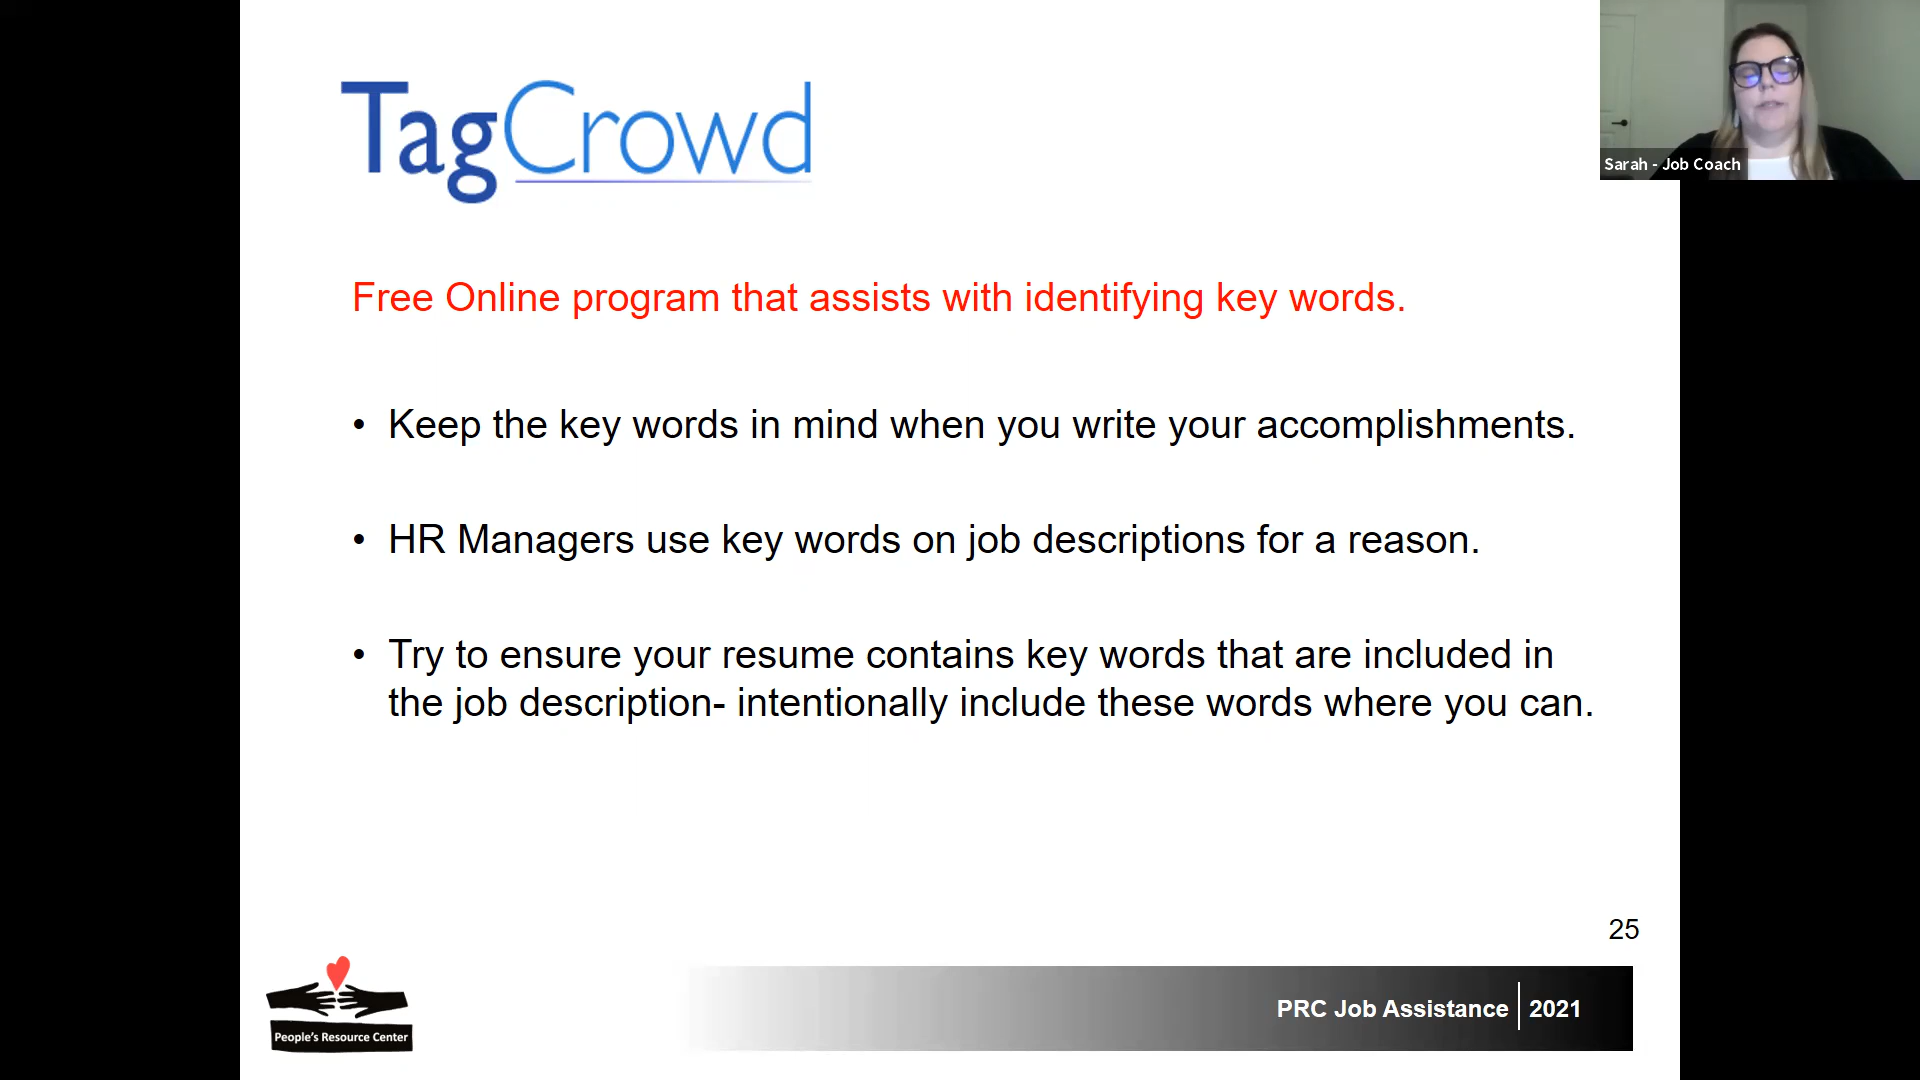 TagCrowd
Sarah - Job Coach
Free Online program that assists with identifying key words.
• Keep the key words in mind when you write your accomplishments.
• HR Managers use key words on job descriptions for a reason.
• Try to ensure your resume contains key words that are included in
the job description- intentionally include these words where you can.
25
People's Resource Center
PRC Job Assistance | 2021